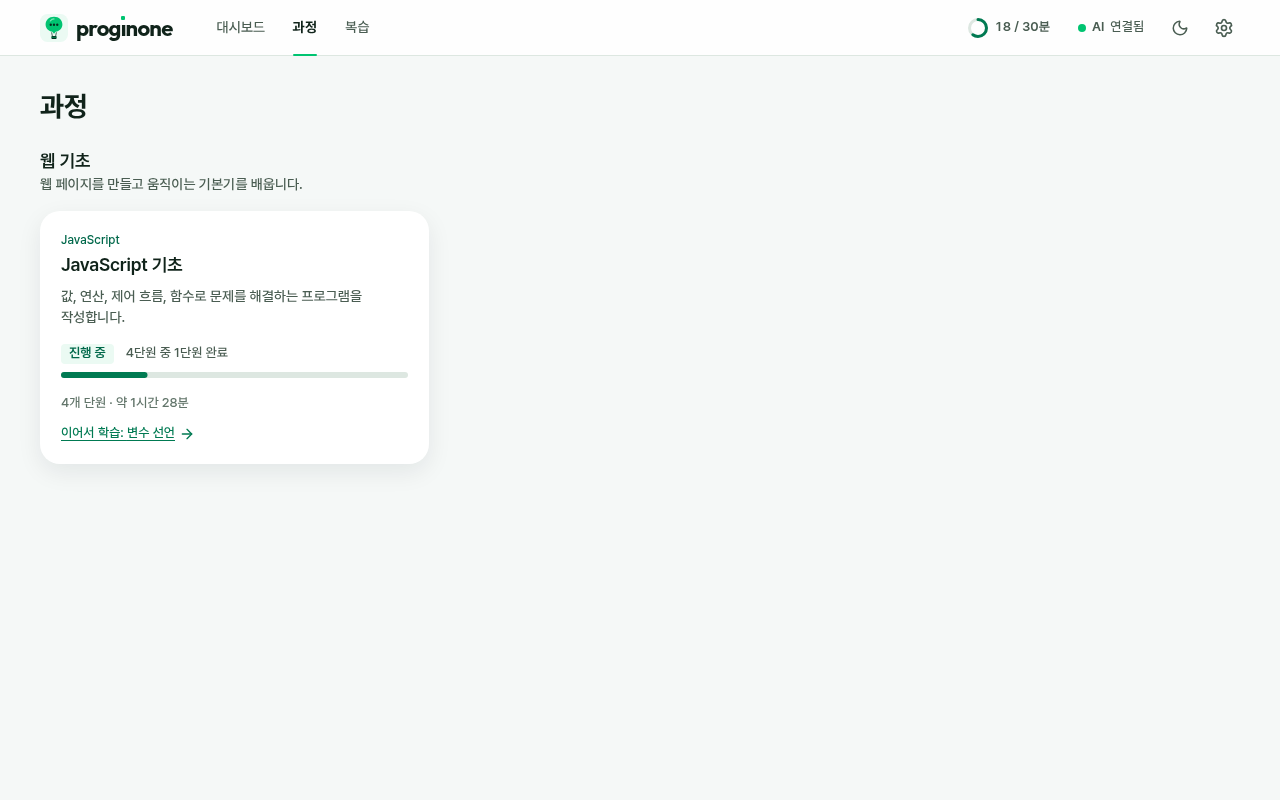 proginone
대시보드
과정
복습
18 / 30분
AI 연결됨
과정
웹 기초
웹 페이지를 만들고 움직이는 기본기를 배웁니다.
JavaScript
JavaScript 기초
값, 연산, 제어 흐름, 함수로 문제를 해결하는 프로그램을
작성합니다.
진행 중
4단원 중 1단원 완료
4개 단원 · 약 1시간 28분
이어서 학습: 변수 선언